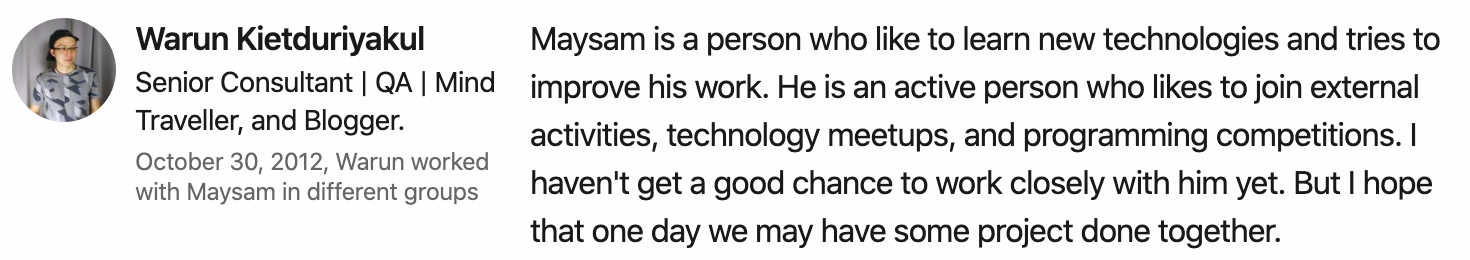 Warun Kietduriyakul
Senior Consultant | QA | Mind
Traveller, and Blogger.
October 30, 2012, Warun worked
with Maysam in different groups
Maysam is a person who like to learn new technologies and tries to
improve his work. He is an active person who likes to join external
activities, technology meetups, and programming competitions. I
haven't get a good chance to work closely with him yet. But I hope
that one day we may have some project done together.